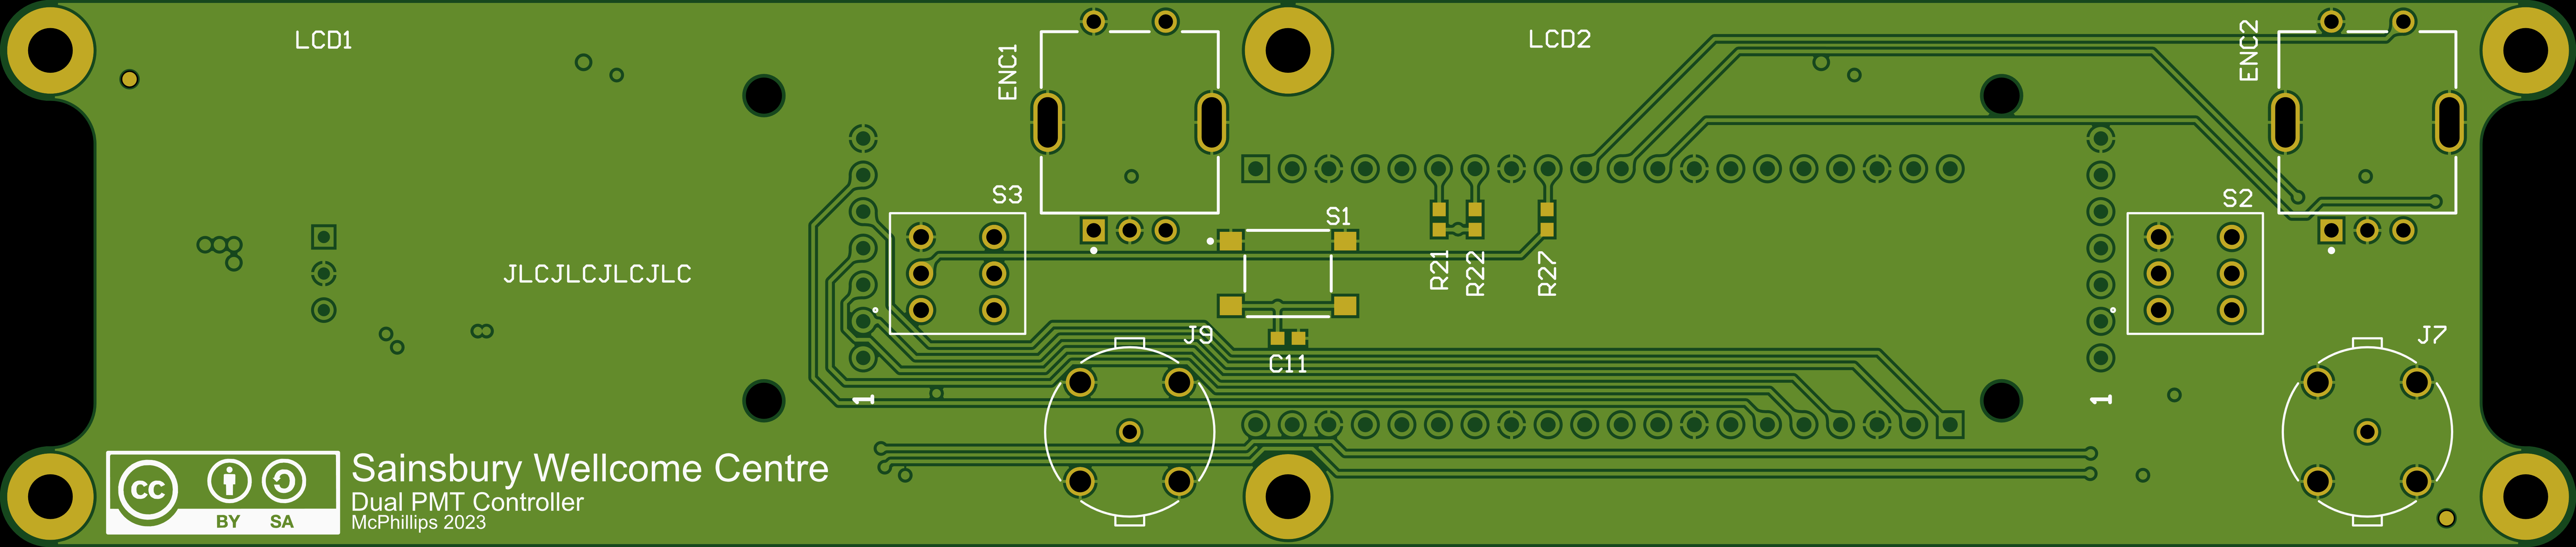 LCD1
ENC1
LCD2
ENC2
S3
S1
S2
JLCJLCJLCJLC
R21
R22
R27
J9
J7
C11
1
1
cc
BY SA
Sainsbury Wellcome Centre
Dual PMT Controller
McPhillips 2023